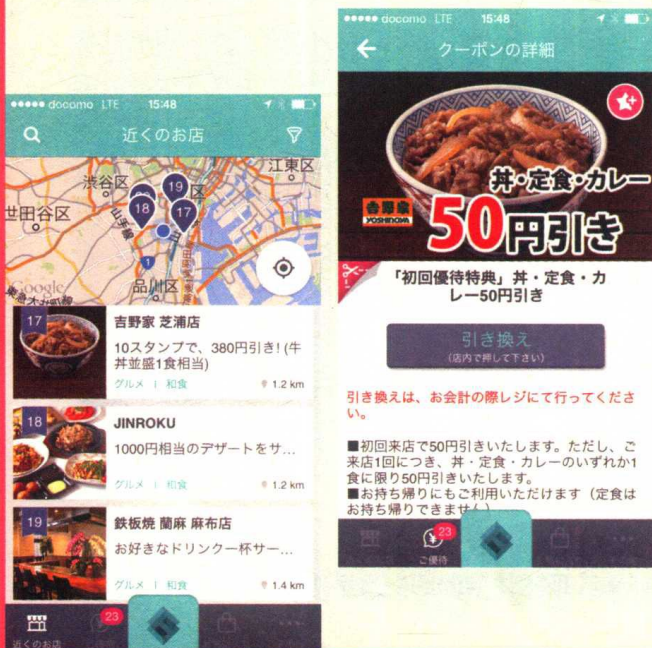 ●●●●● docomo LTE 15:48
近くのお店
江東区
渋谷区
世田谷区
山手線
19
18
17
1
品川区
Google
東急大井町線
17
吉野家 芝浦店
10スタンプで、380円引き!(牛
丼並盛1食相当)
グルメ | 和食
1.2 km
18
JINROKU
1000円相当のデザートをサ...
グルメ | 和食
1.2 km
19
鉄板焼 蘭麻 麻布店
お好きなドリンク一杯サー...
グルメ | 和食
1.4 km
23
近くのお店
●●●●● docomo LTE 15:48
クーポンの詳細
丼・定食・カレー
吉野家
YOSHINOYA
50円引き
「初回優待特典」丼・定食・カ
レー50円引き
引き換え
(店内で押して下さい)
引き換えは、お会計の際レジにて行ってくださ
い。
■初回来店で50円引きいたします。ただし、ご
来店1回につき、丼・定食・カレーのいずれか1
食に限り50円引きいたします。
■お持ち帰りにもご利用いただけます(定食は
お持ち帰りできません)
23
ご優待